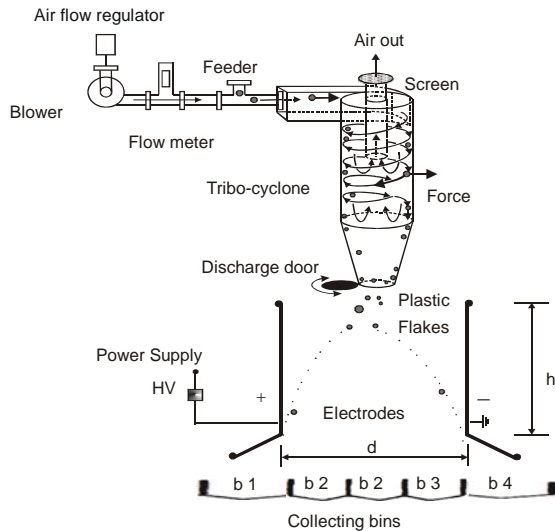 Air flow regulator
Air out
Feeder
Screen
Blower
Flow meter
Tribo-cyclone
Force
Discharge door
Plastic
Flakes
Power Supply
HV
h
+
−
Electrodes
d
b 1 b 2 b 2 b 3 b 4
Collecting bins